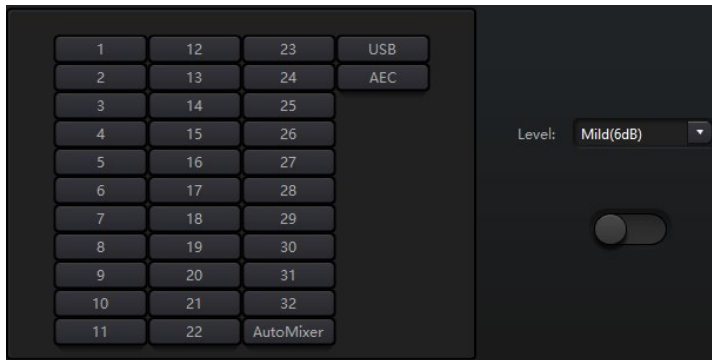 1 12 23 USB
2 13 24 AEC
3 14 25
4 15 26
5 16 27
6 17 28
7 18 29
8 19 30
9 20 31
10 21 32
11 22 AutoMixer
Level: Mild(6dB)